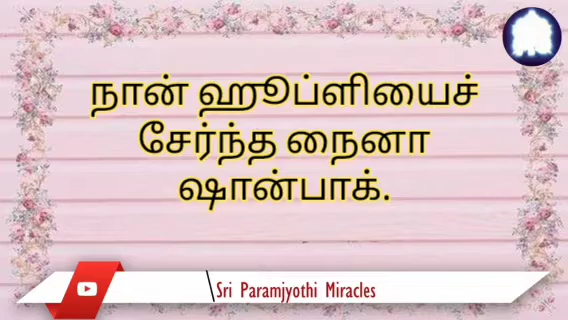 நான் ஹூப்ளியைச்
சேர்ந்த நைனா
ஷான்பாக்.
Sri Paramjyothi Miracles